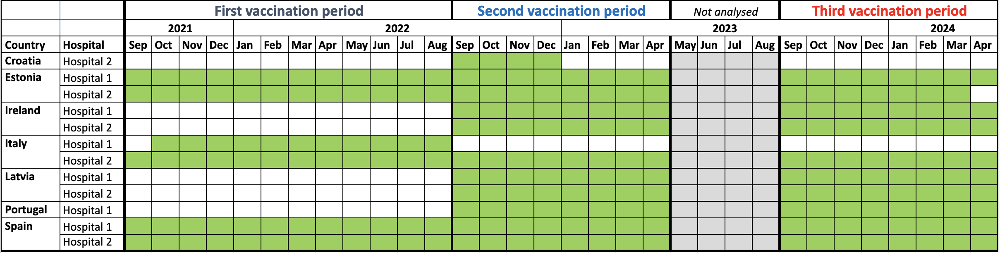 First vaccination period Second vaccination period Not analysed Third vaccination period
2021 2022 2023 2024
Country Hospital Sep Oct Nov Dec Jan Feb Mar Apr May Jun Jul Aug Sep Oct Nov Dec Jan Feb Mar Apr May Jun Jul Aug Sep Oct Nov Dec Jan Feb Mar Apr
Croatia Hospital 2
Estonia Hospital 1
Hospital 2
Ireland Hospital 1
Hospital 2
Italy Hospital 1
Hospital 2
Latvia Hospital 1
Hospital 2
Portugal Hospital 1
Spain Hospital 1
Hospital 2